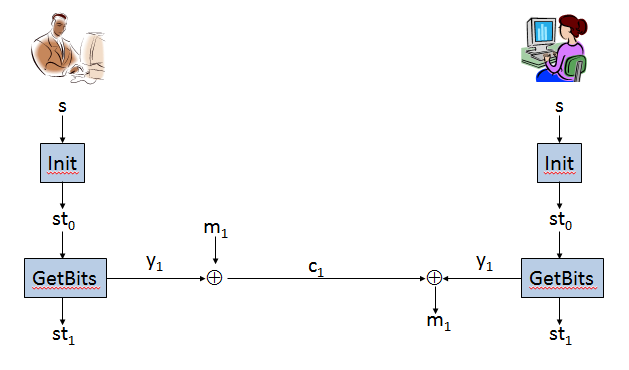 s s
Init Init
st₀ st₀
m₁
y₁ c₁ y₁
GetBits GetBits
m₁
st₁ st₁